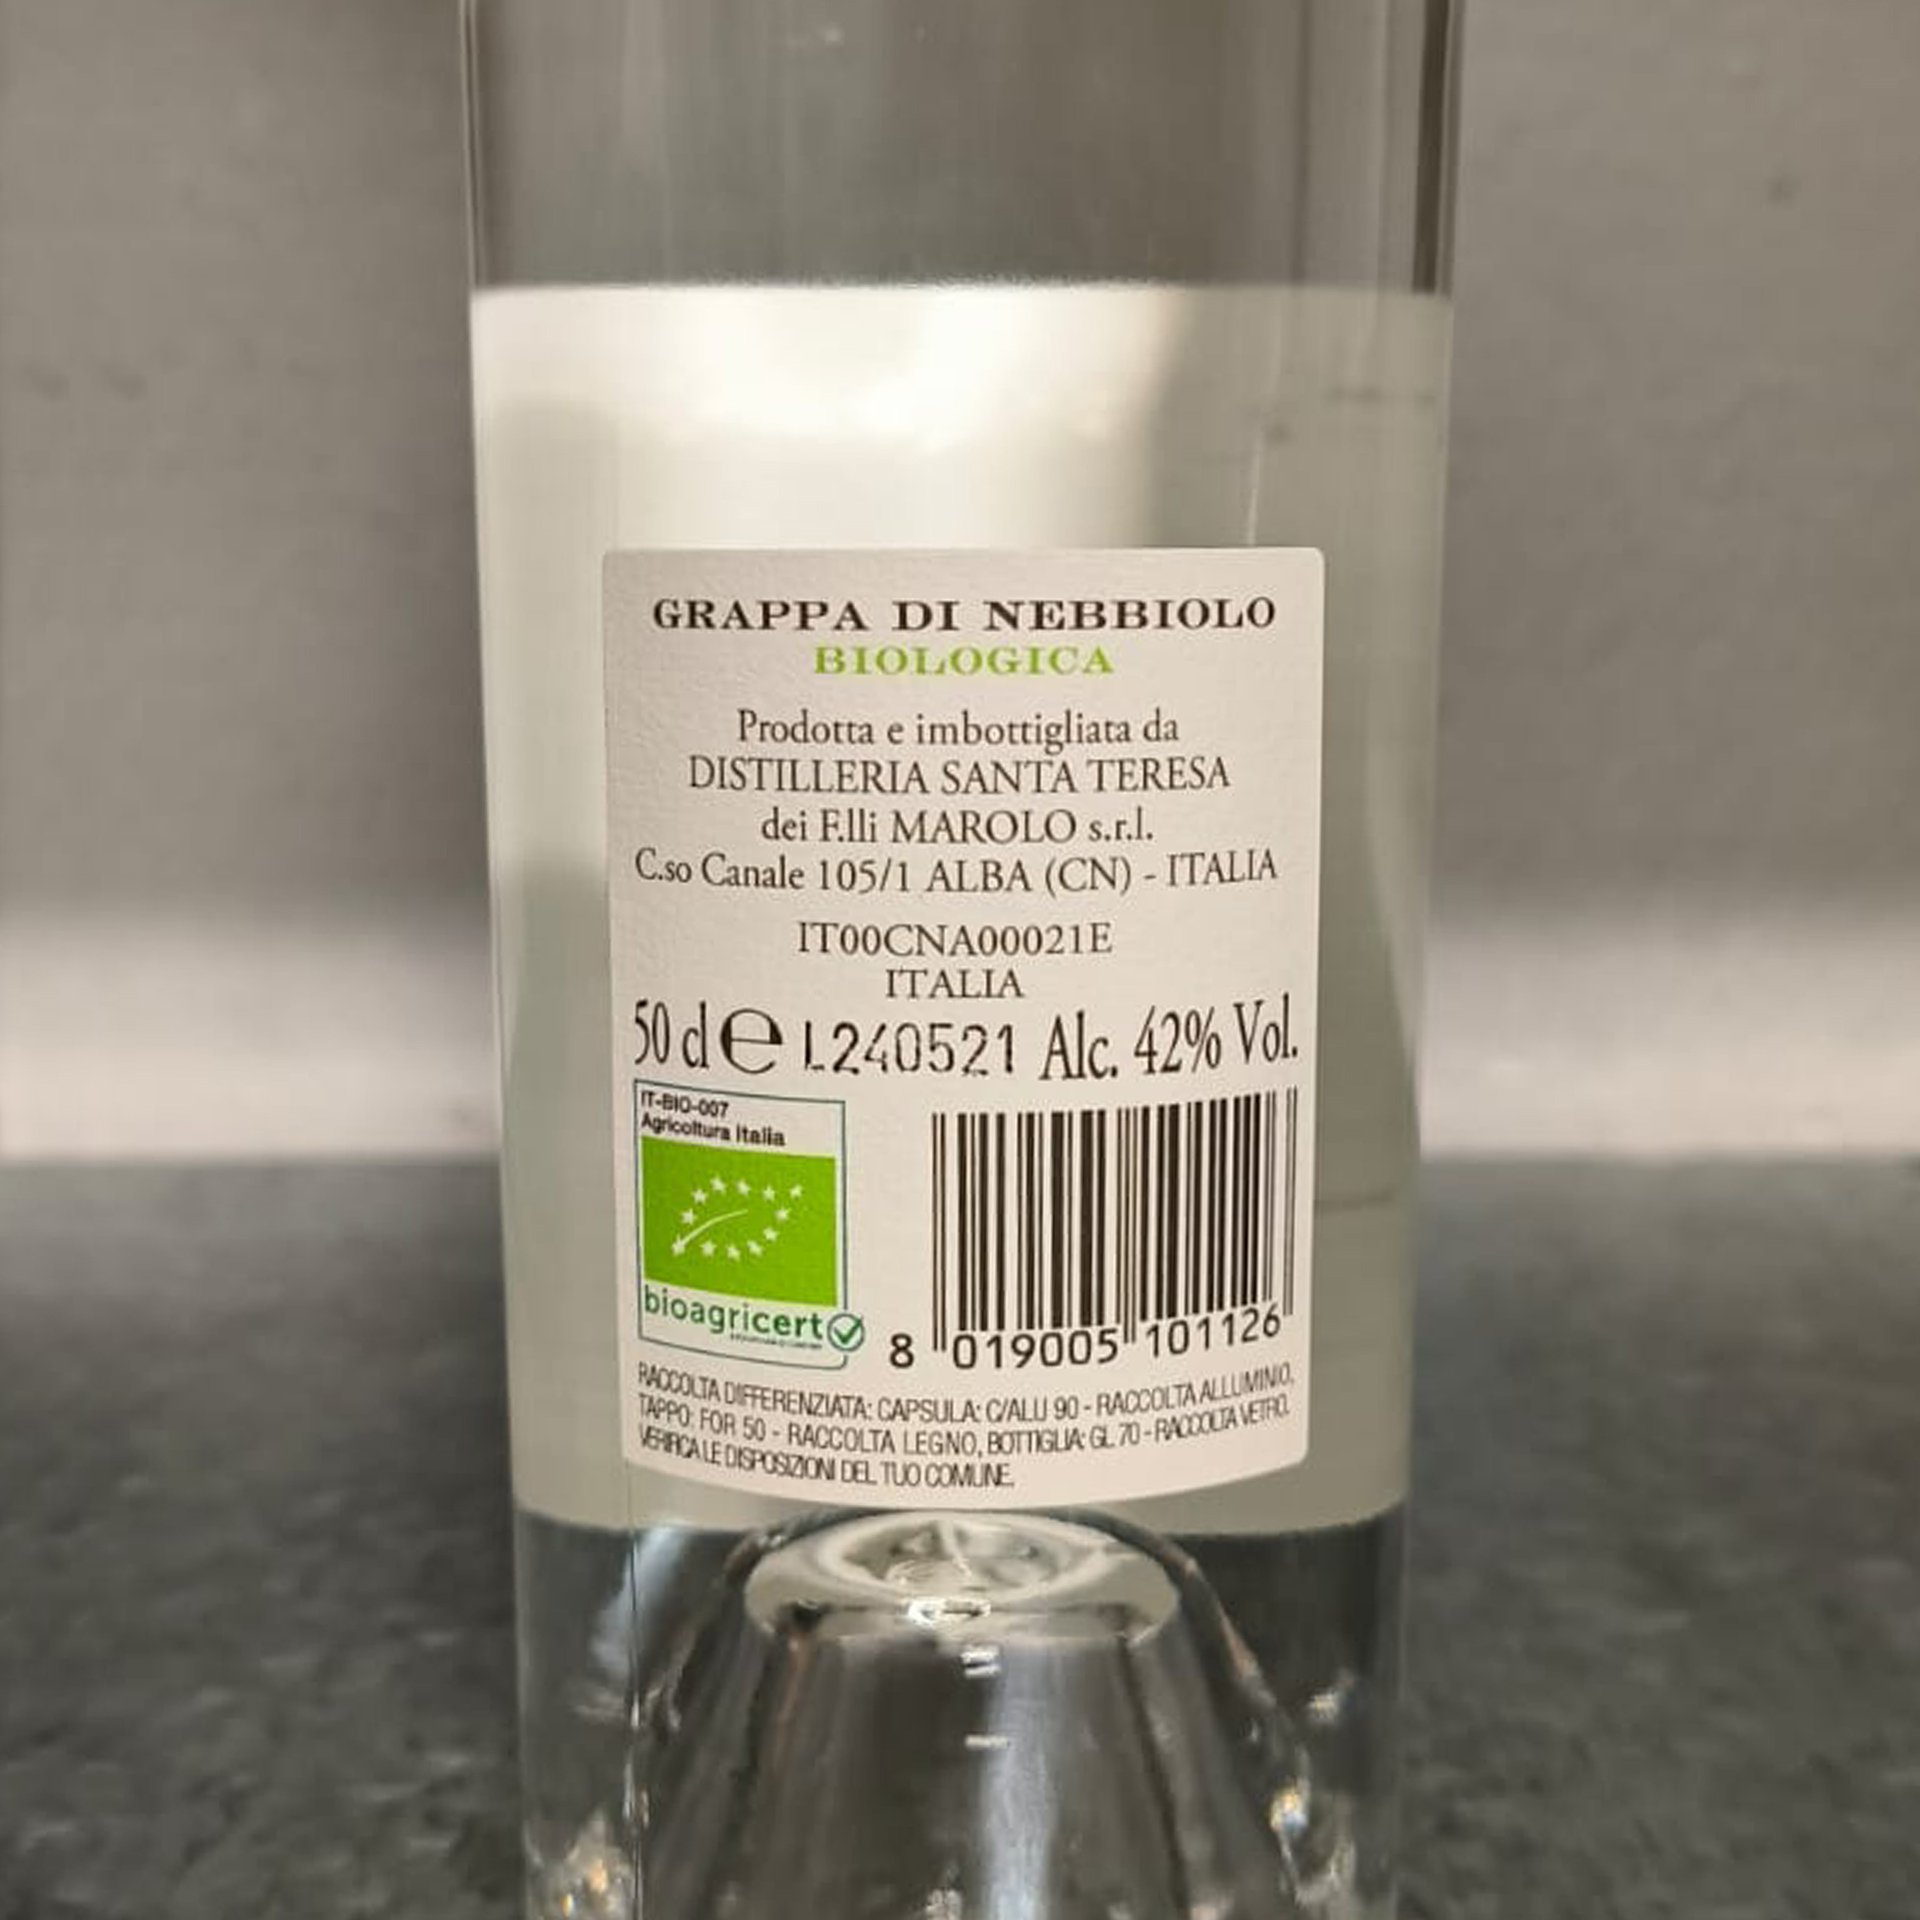 GRAPPA DI NEBBIOLO
BIOLOGICA
Prodotta e imbottigliata da
DISTILLERIA SANTA TERESA
dei F.lli MAROLO s.r.l.
C.so Canale 105/1 ALBA (CN) - ITALIA
IT00CNA00021E
ITALIA
50 cl e L240521 Alc. 42% Vol.
IT-BIO-007
Agricoltura Italia
bioagricert
8 019005 101126
RACCOLTA DIFFERENZIATA: CAPSULA: C/ALU 90 - RACCOLTA ALLUMINIO,
TAPPO: FOR 50 - RACCOLTA LEGNO, BOTTIGLIA: GL 70 - RACCOLTA VETRO.
VERIFICA LE DISPOSIZIONI DEL TUO COMUNE.